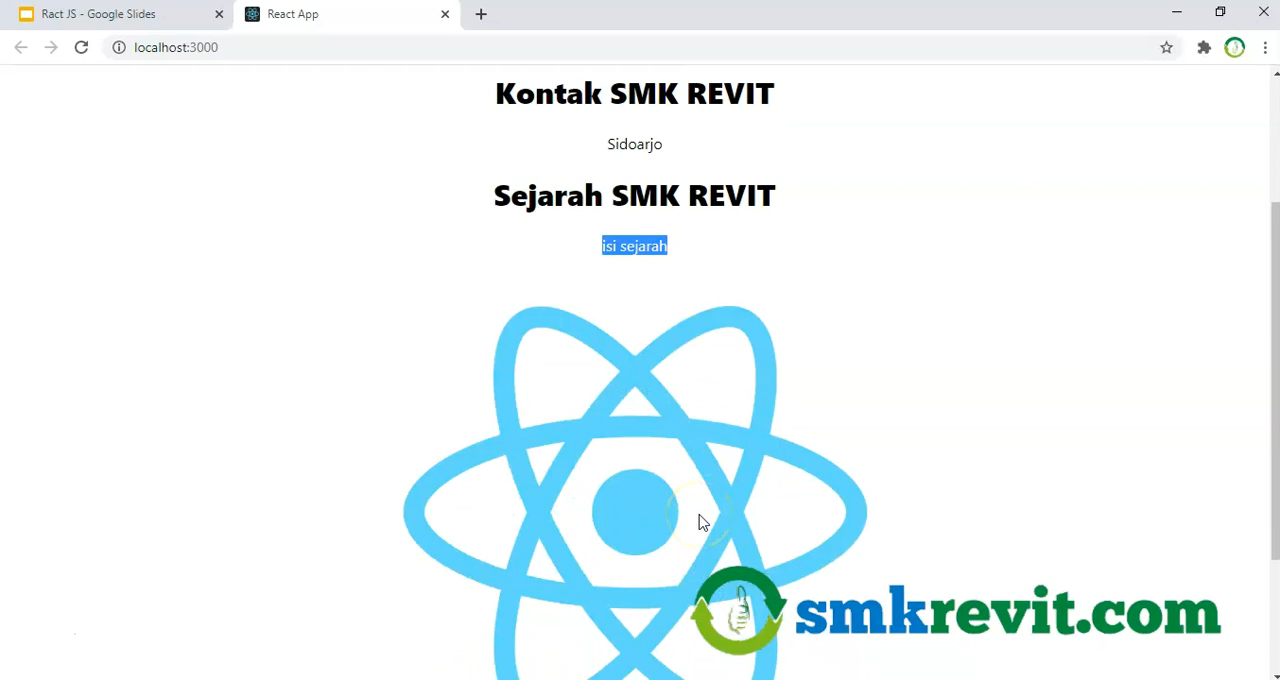 Ract JS - Google Slides
React App
localhost:3000
Kontak SMK REVIT
Sidoarjo
Sejarah SMK REVIT
isi sejarah
smkrevit.com